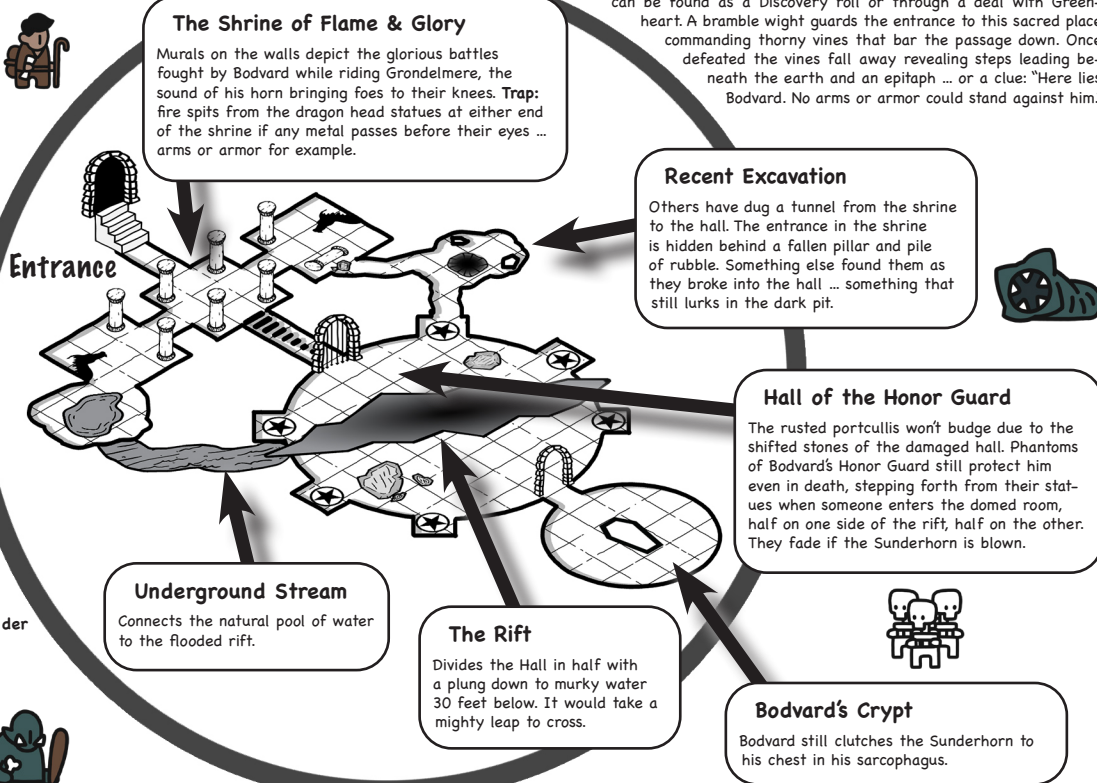 can be found as a Discovery roll or through a deal with Green-
heart. A bramble wight guards the entrance to this sacred place
commanding thorny vines that bar the passage down. Once
defeated the vines fall away revealing steps leading be-
neath the earth and an epitaph ... or a clue: “Here lies
Bodvard. No arms or armor could stand against him.
The Shrine of Flame & Glory
Murals on the walls depict the glorious battles
fought by Bodvard while riding Grondelmere, the
sound of his horn bringing foes to their knees. Trap:
fire spits from the dragon head statues at either end
of the shrine if any metal passes before their eyes ...
arms or armor for example.
Recent Excavation
Others have dug a tunnel from the shrine
to the hall. The entrance in the shrine
is hidden behind a fallen pillar and pile
of rubble. Something else found them as
they broke into the hall ... something that
still lurks in the dark pit.
Entrance
Hall of the Honor Guard
The rusted portcullis won't budge due to the
shifted stones of the damaged hall. Phantoms
of Bodvard's Honor Guard still protect him
even in death, stepping forth from their stat-
ues when someone enters the domed room,
half on one side of the rift, half on the other.
They fade if the Sunderhorn is blown.
Underground Stream
Connects the natural pool of water
to the flooded rift.
der
The Rift
Divides the Hall in half with
a plung down to murky water
30 feet below. It would take a
mighty leap to cross.
Bodvard's Crypt
Bodvard still clutches the Sunderhorn to
his chest in his sarcophagus.